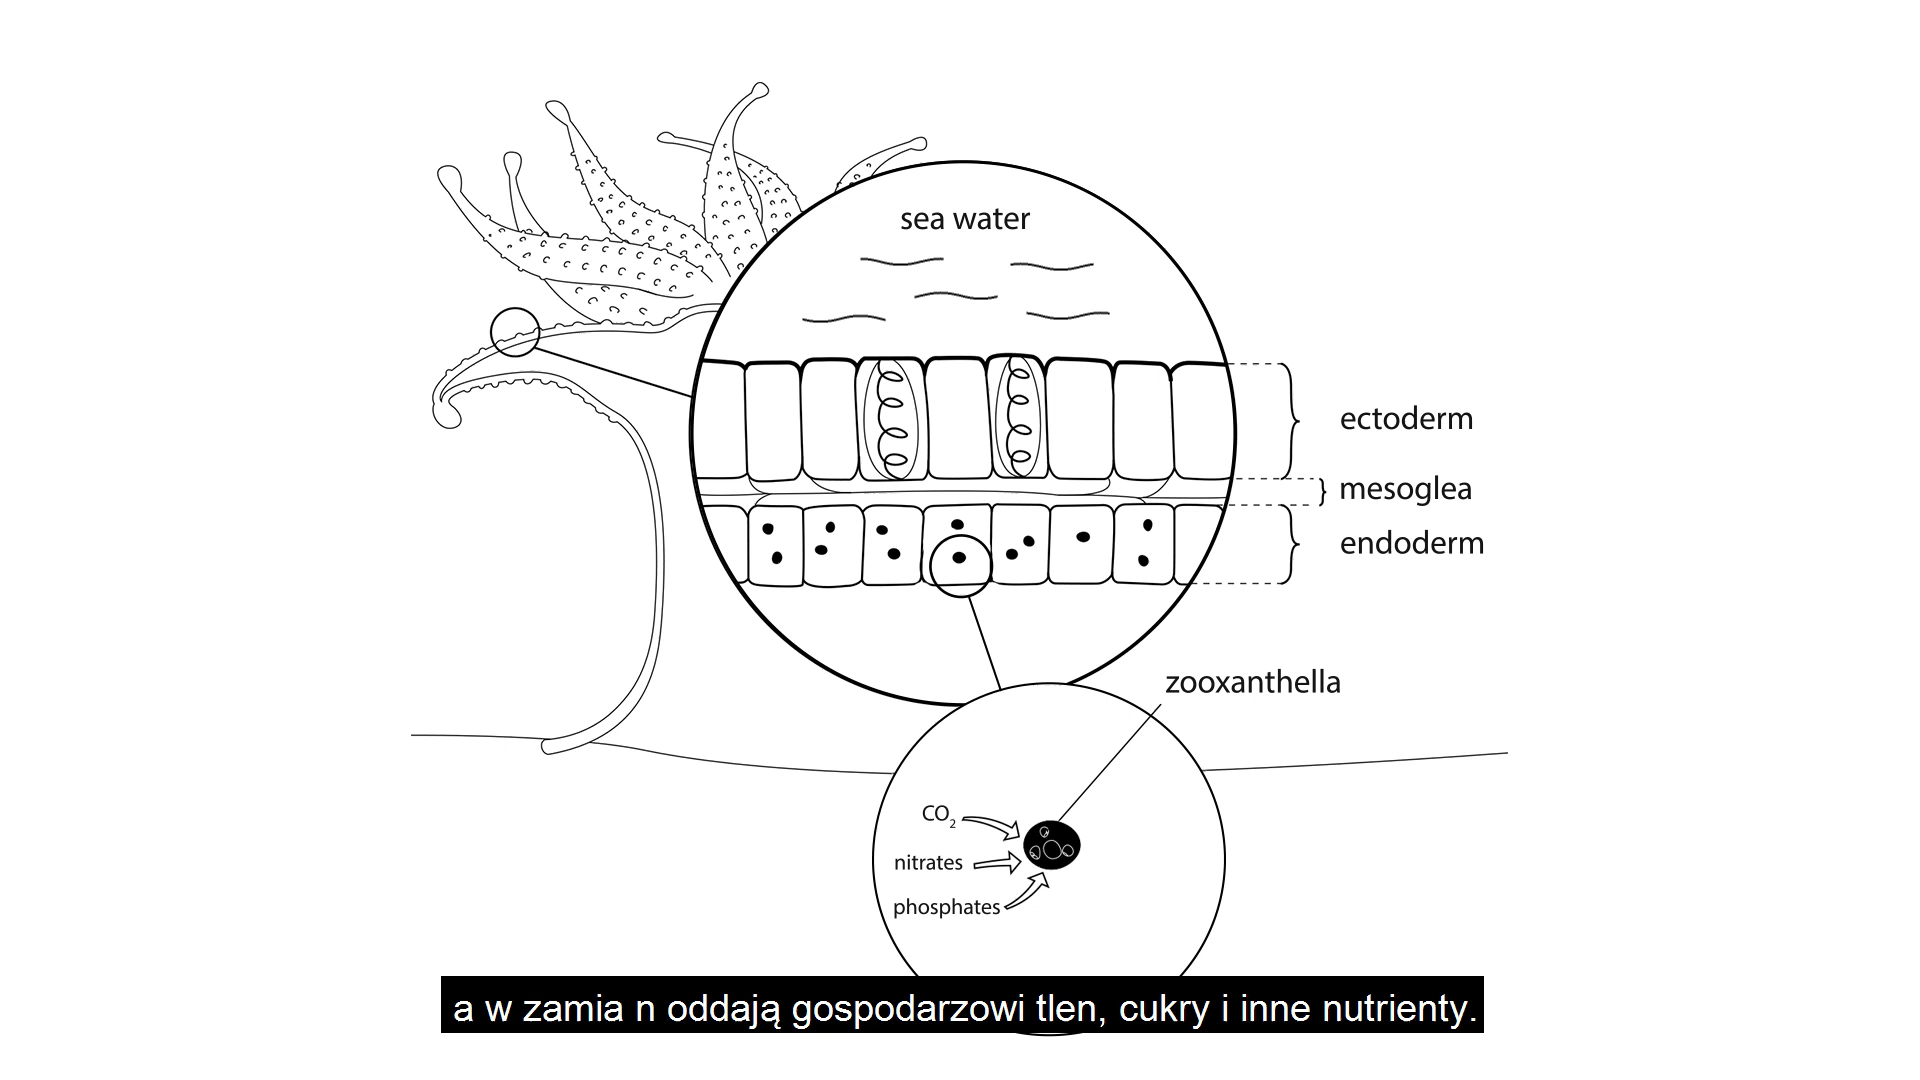 sea water
ectoderm
mesoglea
endoderm
zooxanthella
CO₂
nitrates
phosphates
a w zamia n oddają gospodarzowi tlen, cukry i inne nutrienty.